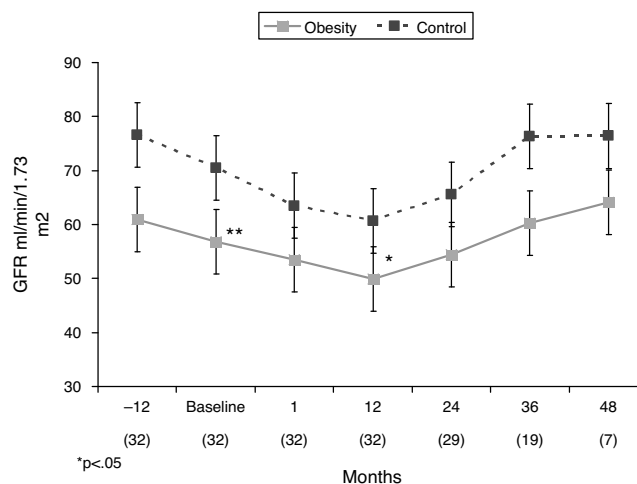 Obesity Control
90
80
70
60
50
40
30
GFR ml/min/1.73
m2
**
*
–12 Baseline 1 12 24 36 48
(32) (32) (32) (32) (29) (19) (7)
*p<.05
Months